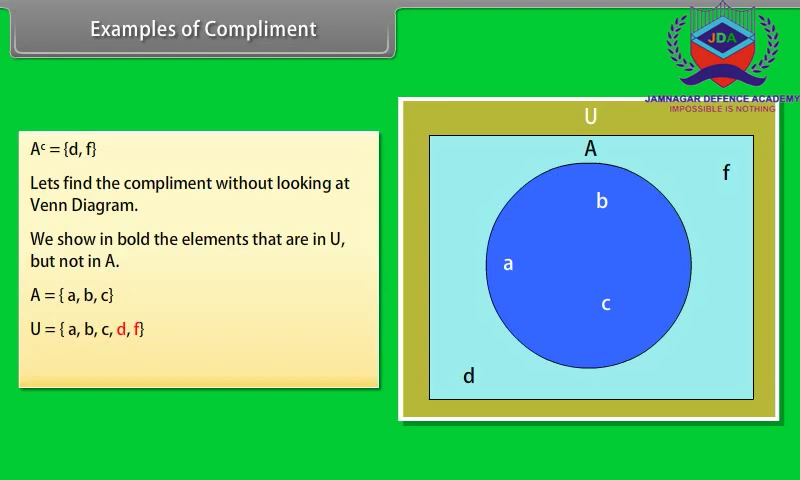 Examples of Compliment
JDA
JAMNAGAR DEFENCE ACADEMY
IMPOSSIBLE IS NOTHING
Aᶜ = {d, f}
Lets find the compliment without looking at
Venn Diagram.
We show in bold the elements that are in U,
but not in A.
A = { a, b, c}
U = { a, b, c, d, f}
U
A
f
b
a
c
d